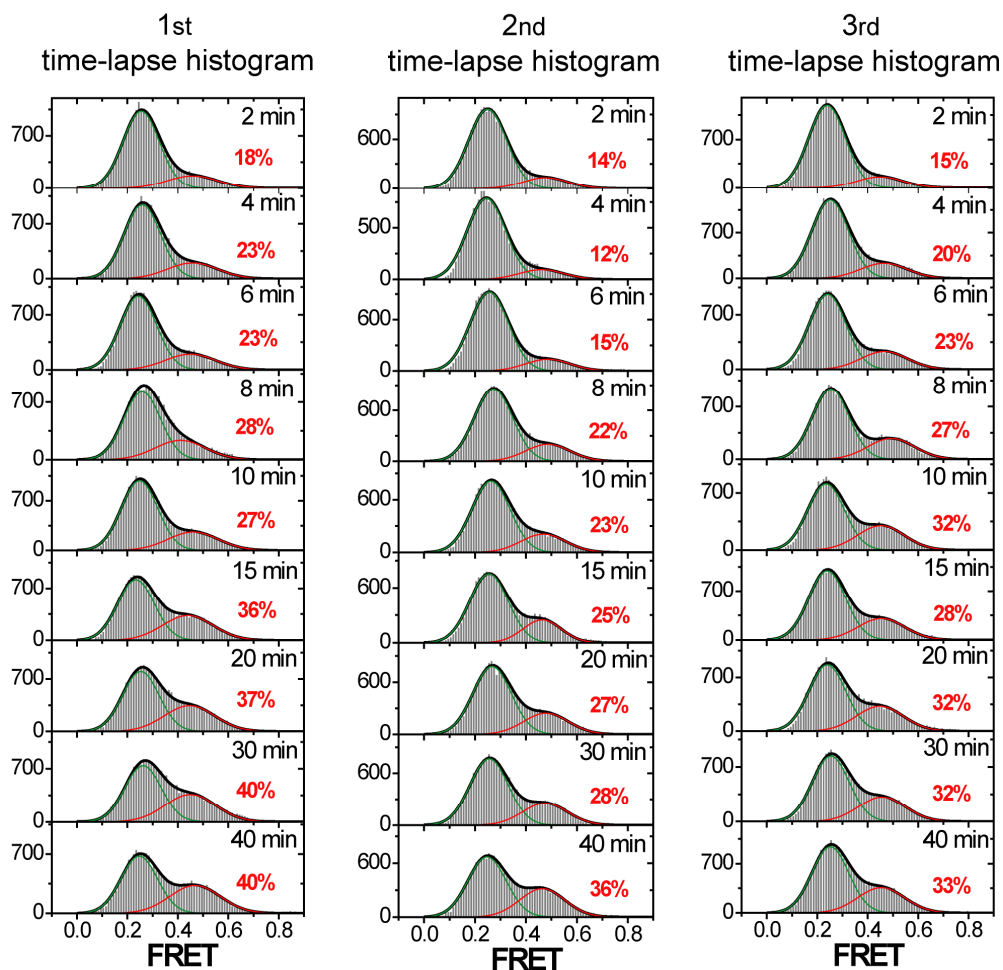 1st
time-lapse histogram
2 min
700
18%
0
4 min
700
23%
0
6 min
700
23%
0
8 min
700
28%
0
10 min
700
27%
0
15 min
700
36%
0
20 min
700
37%
0
30 min
700
40%
0
40 min
700
40%
0
0.0 0.2 0.4 0.6 0.8
FRET
2nd
time-lapse histogram
2 min
600
14%
0
4 min
500
12%
0
6 min
600
15%
0
8 min
600
22%
0
10 min
600
23%
0
15 min
600
25%
0
20 min
600
27%
0
30 min
600
28%
0
40 min
600
36%
0
0.0 0.2 0.4 0.6 0.8
FRET
3rd
time-lapse histogram
2 min
700
15%
0
4 min
700
20%
0
6 min
700
23%
0
8 min
700
27%
0
10 min
700
32%
0
15 min
700
28%
0
20 min
700
32%
0
30 min
700
32%
0
40 min
700
33%
0
0.0 0.2 0.4 0.6 0.8
FRET